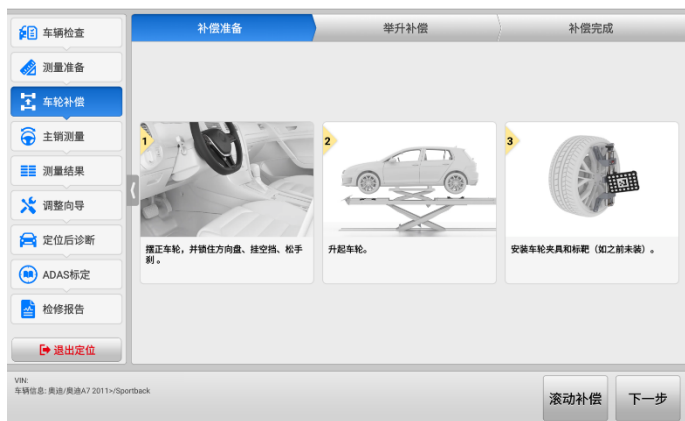 车辆检查
测量准备
车轮补偿
主销测量
测量结果
调整向导
定位后诊断
ADAS标定
检修报告
退出定位
补偿准备
举升补偿
补偿完成
1
摆正车轮，并锁住方向盘、挂空挡、松手
刹。
2
升起车轮。
3
安装车轮夹具和标靶（如之前未装）。
VIN:
车辆信息: 奥迪/奥迪A7 2011>/Sportback
滚动补偿
下一步